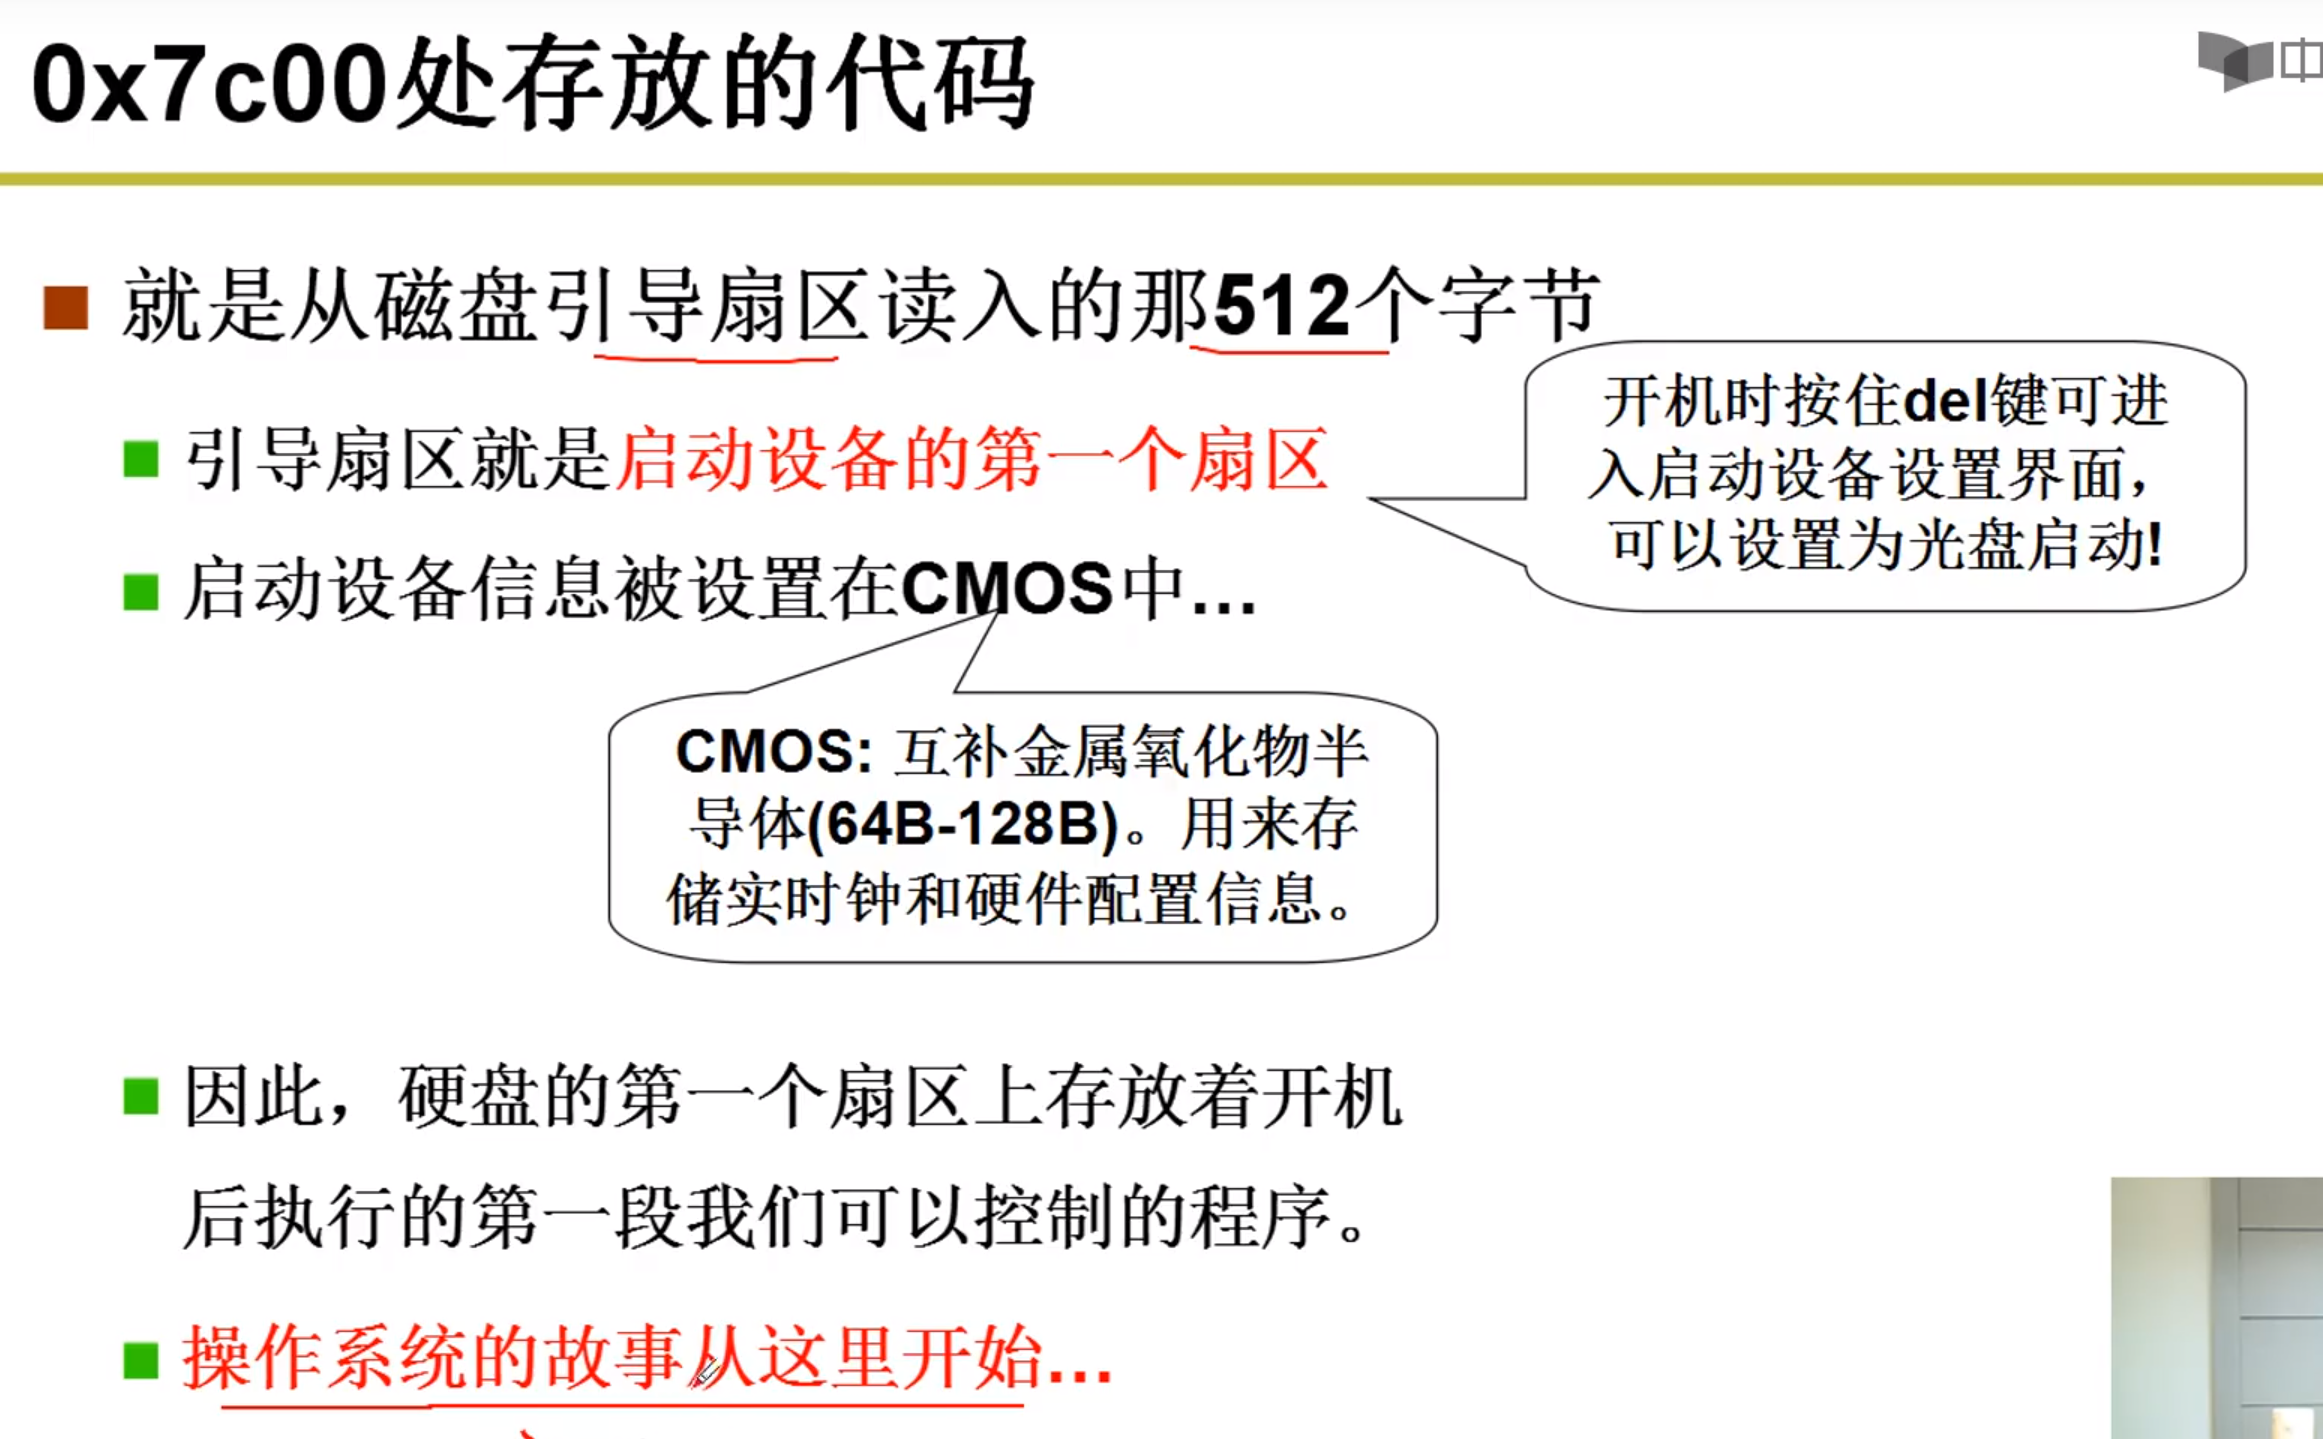 0x7c00处存放的代码
中
就是从磁盘引导扇区读入的那512个字节
引导扇区就是启动设备的第一个扇区
开机时按住del键可进
入启动设备设置界面，
可以设置为光盘启动!
启动设备信息被设置在CMOS中...
CMOS: 互补金属氧化物半
导体(64B-128B)。用来存
储实时钟和硬件配置信息。
因此，硬盘的第一个扇区上存放着开机
后执行的第一段我们可以控制的程序。
操作系统的故事从这里开始...